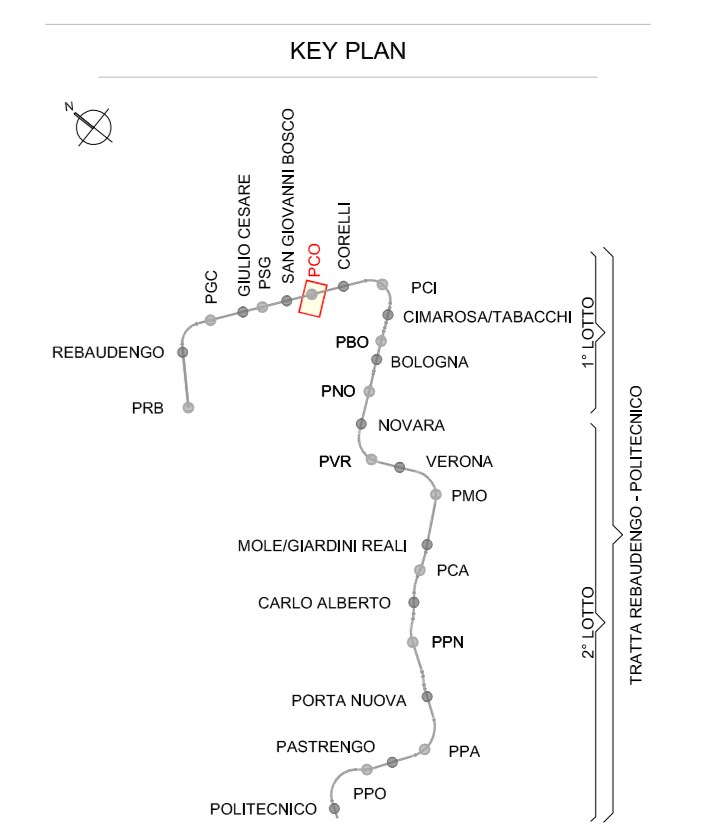 KEY PLAN
N
PGC
GIULIO CESARE
PSG
SAN GIOVANNI BOSCO
PCO
CORELLI
PCI
CIMAROSA/TABACCHI
PBO
BOLOGNA
REBAUDENGO
PRB
PNO
NOVARA
PVR
VERONA
PMO
MOLE/GIARDINI REALI
PCA
CARLO ALBERTO
PPN
PORTA NUOVA
PASTRENGO
PPA
PPO
POLITECNICO
1° LOTTO
2° LOTTO
TRATTA REBAUDENGO - POLITECNICO